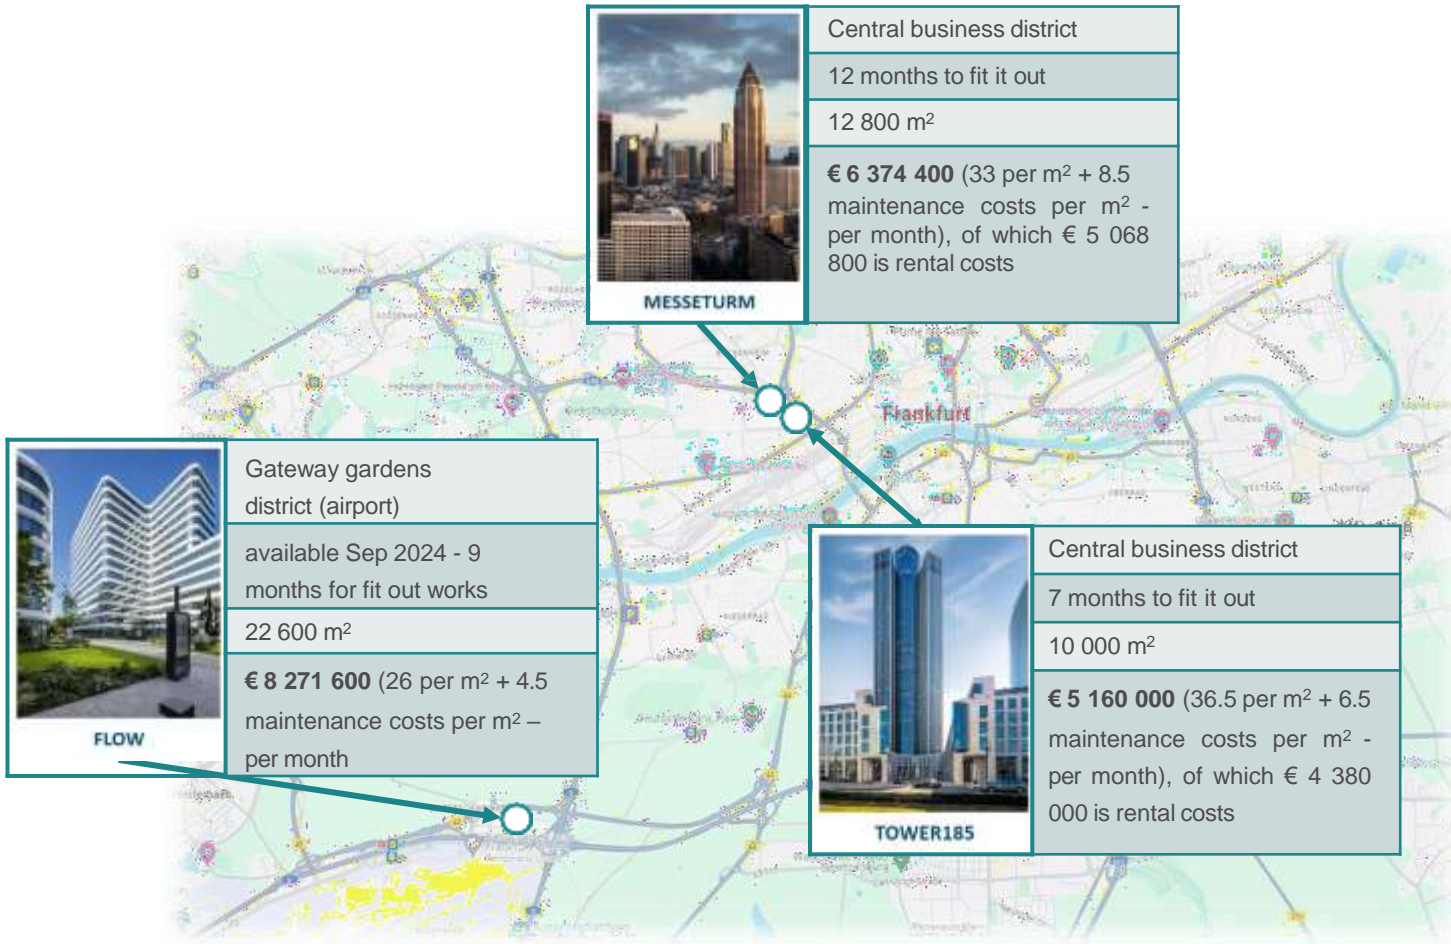 Central business district
12 months to fit it out
12 800 m²
€ 6 374 400 (33 per m² + 8.5
maintenance costs per m² -
per month), of which € 5 068
800 is rental costs
MESSETURM
Frankfurt
Gateway gardens
district (airport)
available Sep 2024 - 9
months for fit out works
22 600 m²
€ 8 271 600 (26 per m² + 4.5
maintenance costs per m² –
per month
FLOW
Central business district
7 months to fit it out
10 000 m²
€ 5 160 000 (36.5 per m² + 6.5
maintenance costs per m² -
per month), of which € 4 380
000 is rental costs
TOWER185